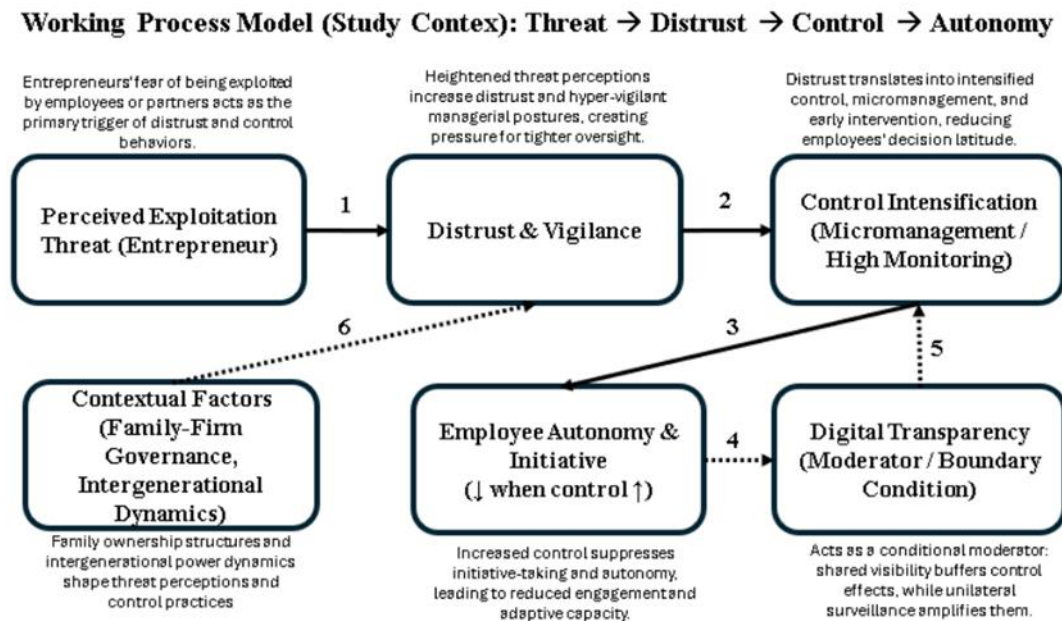 Working Process Model (Study Contex): Threat → Distrust → Control → Autonomy
Entrepreneurs' fear of being exploited
by employees or partners acts as the
primary trigger of distrust and control
behaviors.
Heightened threat perceptions
increase distrust and hyper-vigilant
managerial postures, creating
pressure for tighter oversight.
Distrust translates into intensified
control, micromanagement, and
early intervention, reducing
employees' decision latitude.
Perceived Exploitation
Threat (Entrepreneur)
1
Distrust & Vigilance
2
Control Intensification
(Micromanagement /
High Monitoring)
6
3
5
Contextual Factors
(Family-Firm
Governance,
Intergenerational
Dynamics)
Employee Autonomy &
Initiative
(↓ when control ↑)
4
Digital Transparency
(Moderator / Boundary
Condition)
Family ownership structures and
intergenerational power dynamics
shape threat perceptions and
control practices
Increased control suppresses
initiative-taking and autonomy,
leading to reduced engagement and
adaptive capacity.
Acts as a conditional moderator:
shared visibility buffers control
effects, while unilateral
surveillance amplifies them.